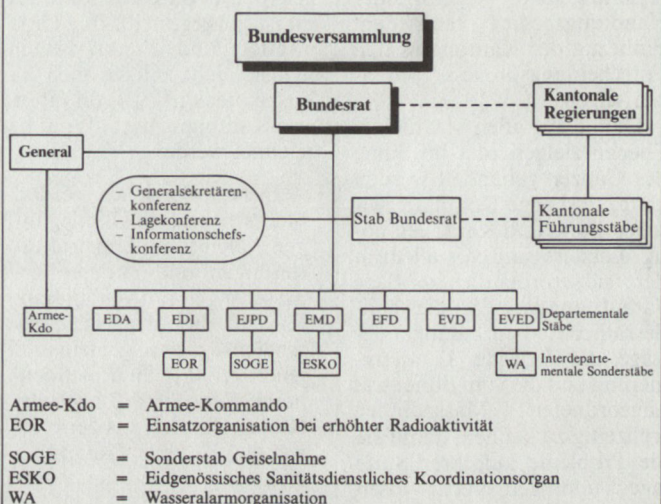 Bundesversammlung
Bundesrat
Kantonale
Regierungen
General
– Generalsekretären-
konferenz
– Lagekonferenz
– Informationschefs-
konferenz
Stab Bundesrat
Kantonale
Führungsstäbe
Armee-
Kdo
EDA
EDI
EJPD
EMD
EFD
EVD
EVED
Departementale
Stäbe
EOR
SOGE
ESKO
WA
Interdeparte-
mentale Sonderstäbe
Armee-Kdo = Armee-Kommando
EOR = Einsatzorganisation bei erhöhter Radioaktivität
SOGE = Sonderstab Geiselnahme
ESKO = Eidgenössisches Sanitätsdienstliches Koordinationsorgan
WA = Wasseralarmorganisation